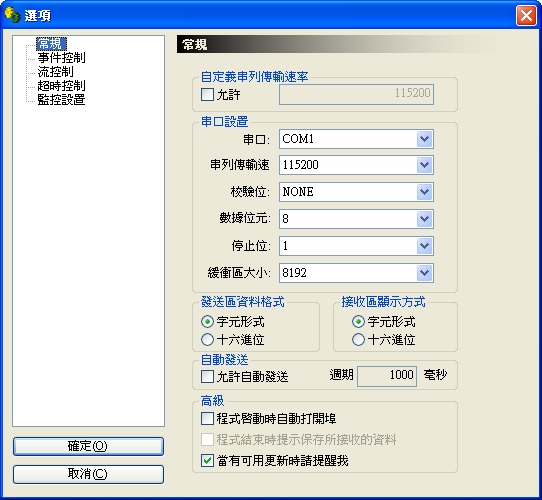 選項
常規
事件控制
流控制
超時控制
監控設置
常規
自定義串列傳輸速率
允許 115200
串口設置
串口: COM1
串列傳輸速 115200
校驗位: NONE
數據位元: 8
停止位: 1
緩衝區大小: 8192
發送區資料格式
字元形式
十六進位
接收區顯示方式
字元形式
十六進位
自動發送
允許自動發送 週期 1000 毫秒
高級
程式啓動時自動打開埠
程式結束時提示保存所接收的資料
當有可用更新時請提醒我
確定(O)
取消(C)